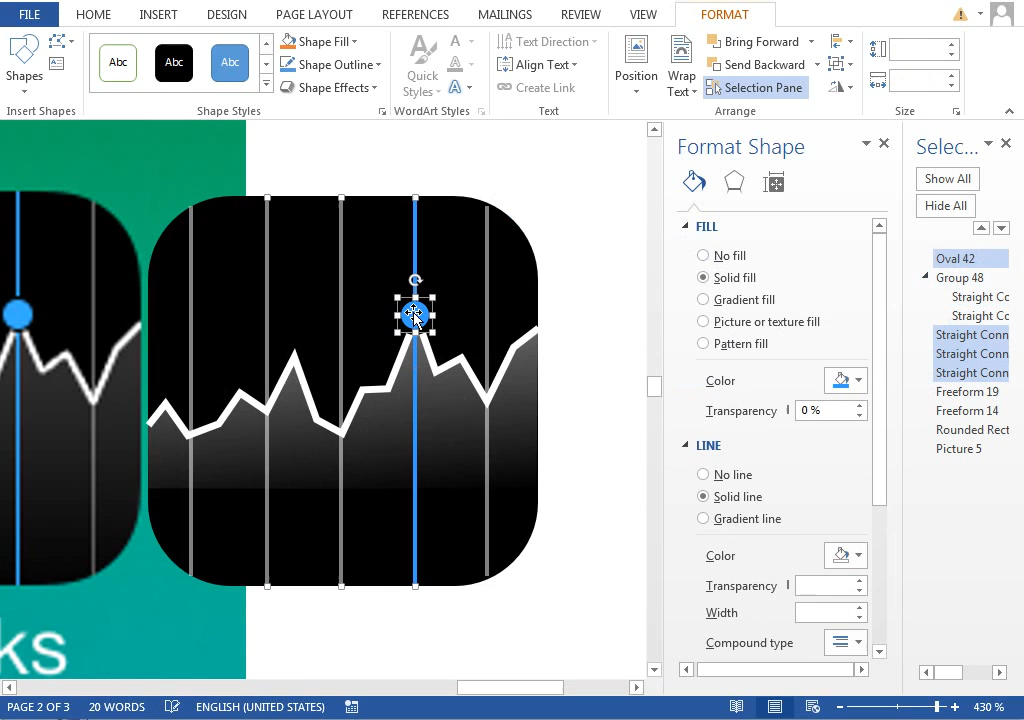 FILE HOME INSERT DESIGN PAGE LAYOUT REFERENCES MAILINGS REVIEW VIEW FORMAT
Shapes
Insert Shapes
Abc Abc Abc
Shape Fill
Shape Outline
Shape Effects
Shape Styles
Quick
Styles
A
A
A
WordArt Styles
Text Direction
Align Text
Create Link
Text
Position
Wrap
Text
Bring Forward
Send Backward
Selection Pane
Arrange
Size
ks
Format Shape
FILL
No fill
Solid fill
Gradient fill
Picture or texture fill
Pattern fill
Color
Transparency 0 %
LINE
No line
Solid line
Gradient line
Color
Transparency
Width
Compound type
Selec...
Show All
Hide All
Oval 42
Group 48
Straight Cc
Straight Cc
Straight Conn
Straight Conn
Straight Conn
Freeform 19
Freeform 14
Rounded Rect
Picture 5
PAGE 2 OF 3 20 WORDS ENGLISH (UNITED STATES) 430 %